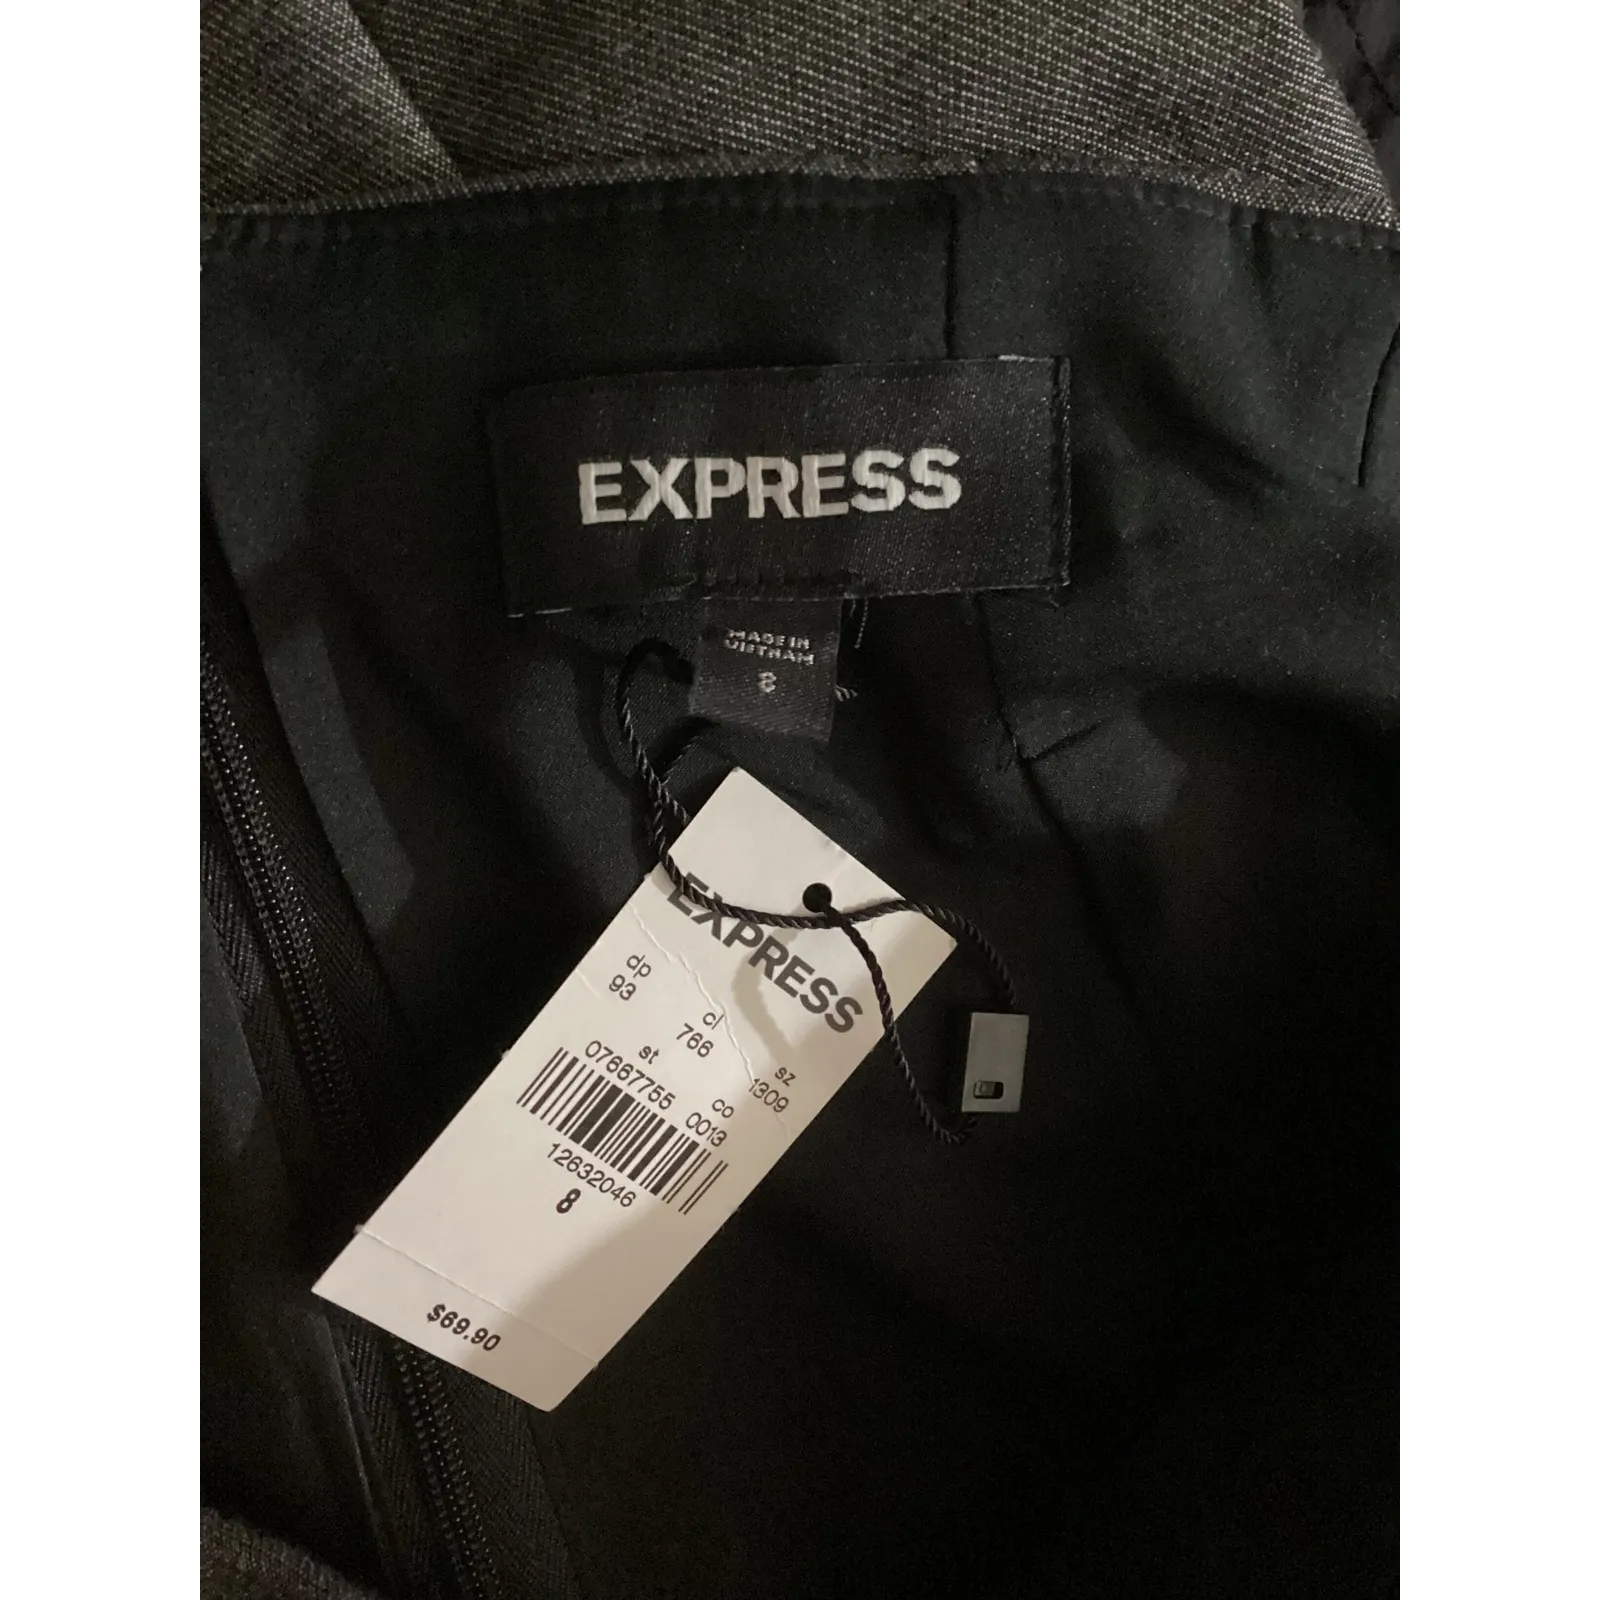 EXPRESS
MADE IN
VIETNAM
8
EXPRESS
dp cl sz
93 766 1309
st co
07667755 0013
12632046
8
$69.90